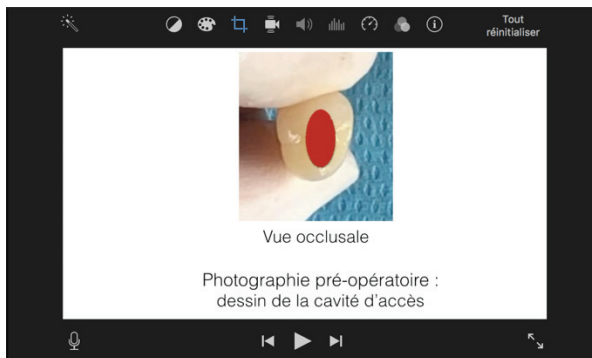 Tout
réinitialiser
Vue occlusale
Photographie pré-opératoire :
dessin de la cavité d'accès